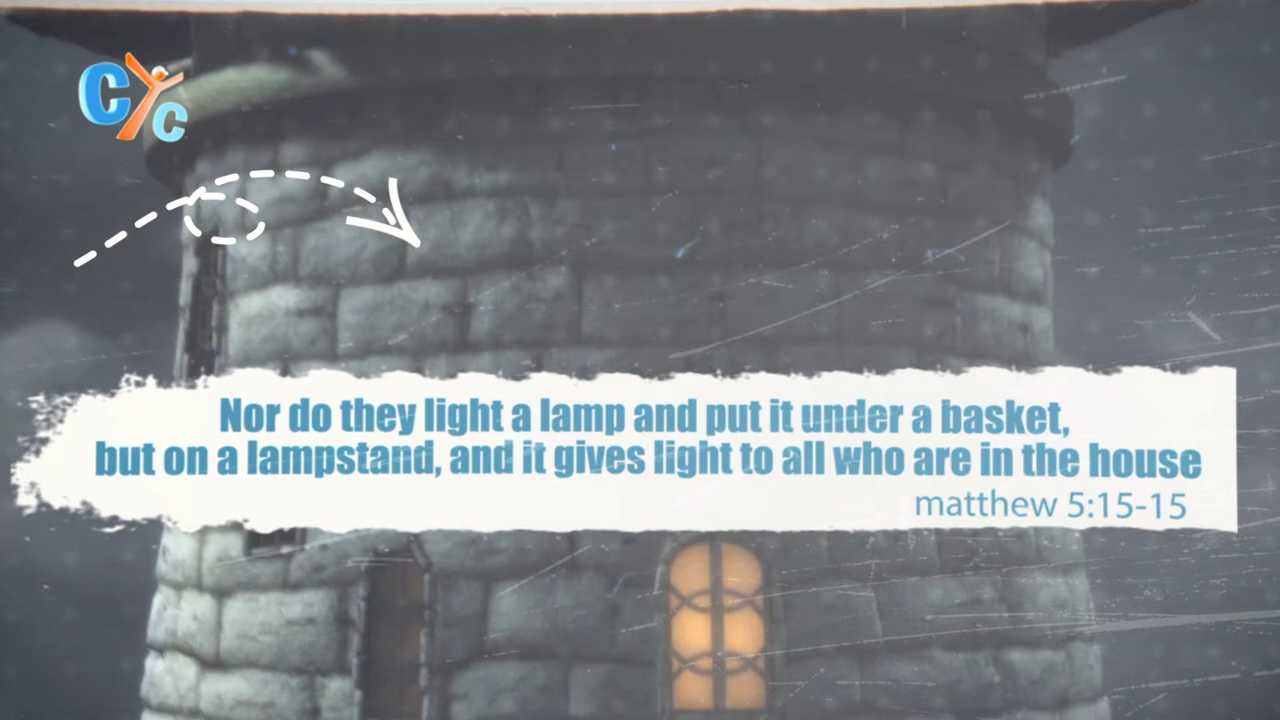 CYC
Nor do they light a lamp and put it under a basket,
but on a lampstand, and it gives light to all who are in the house
matthew 5:15-15